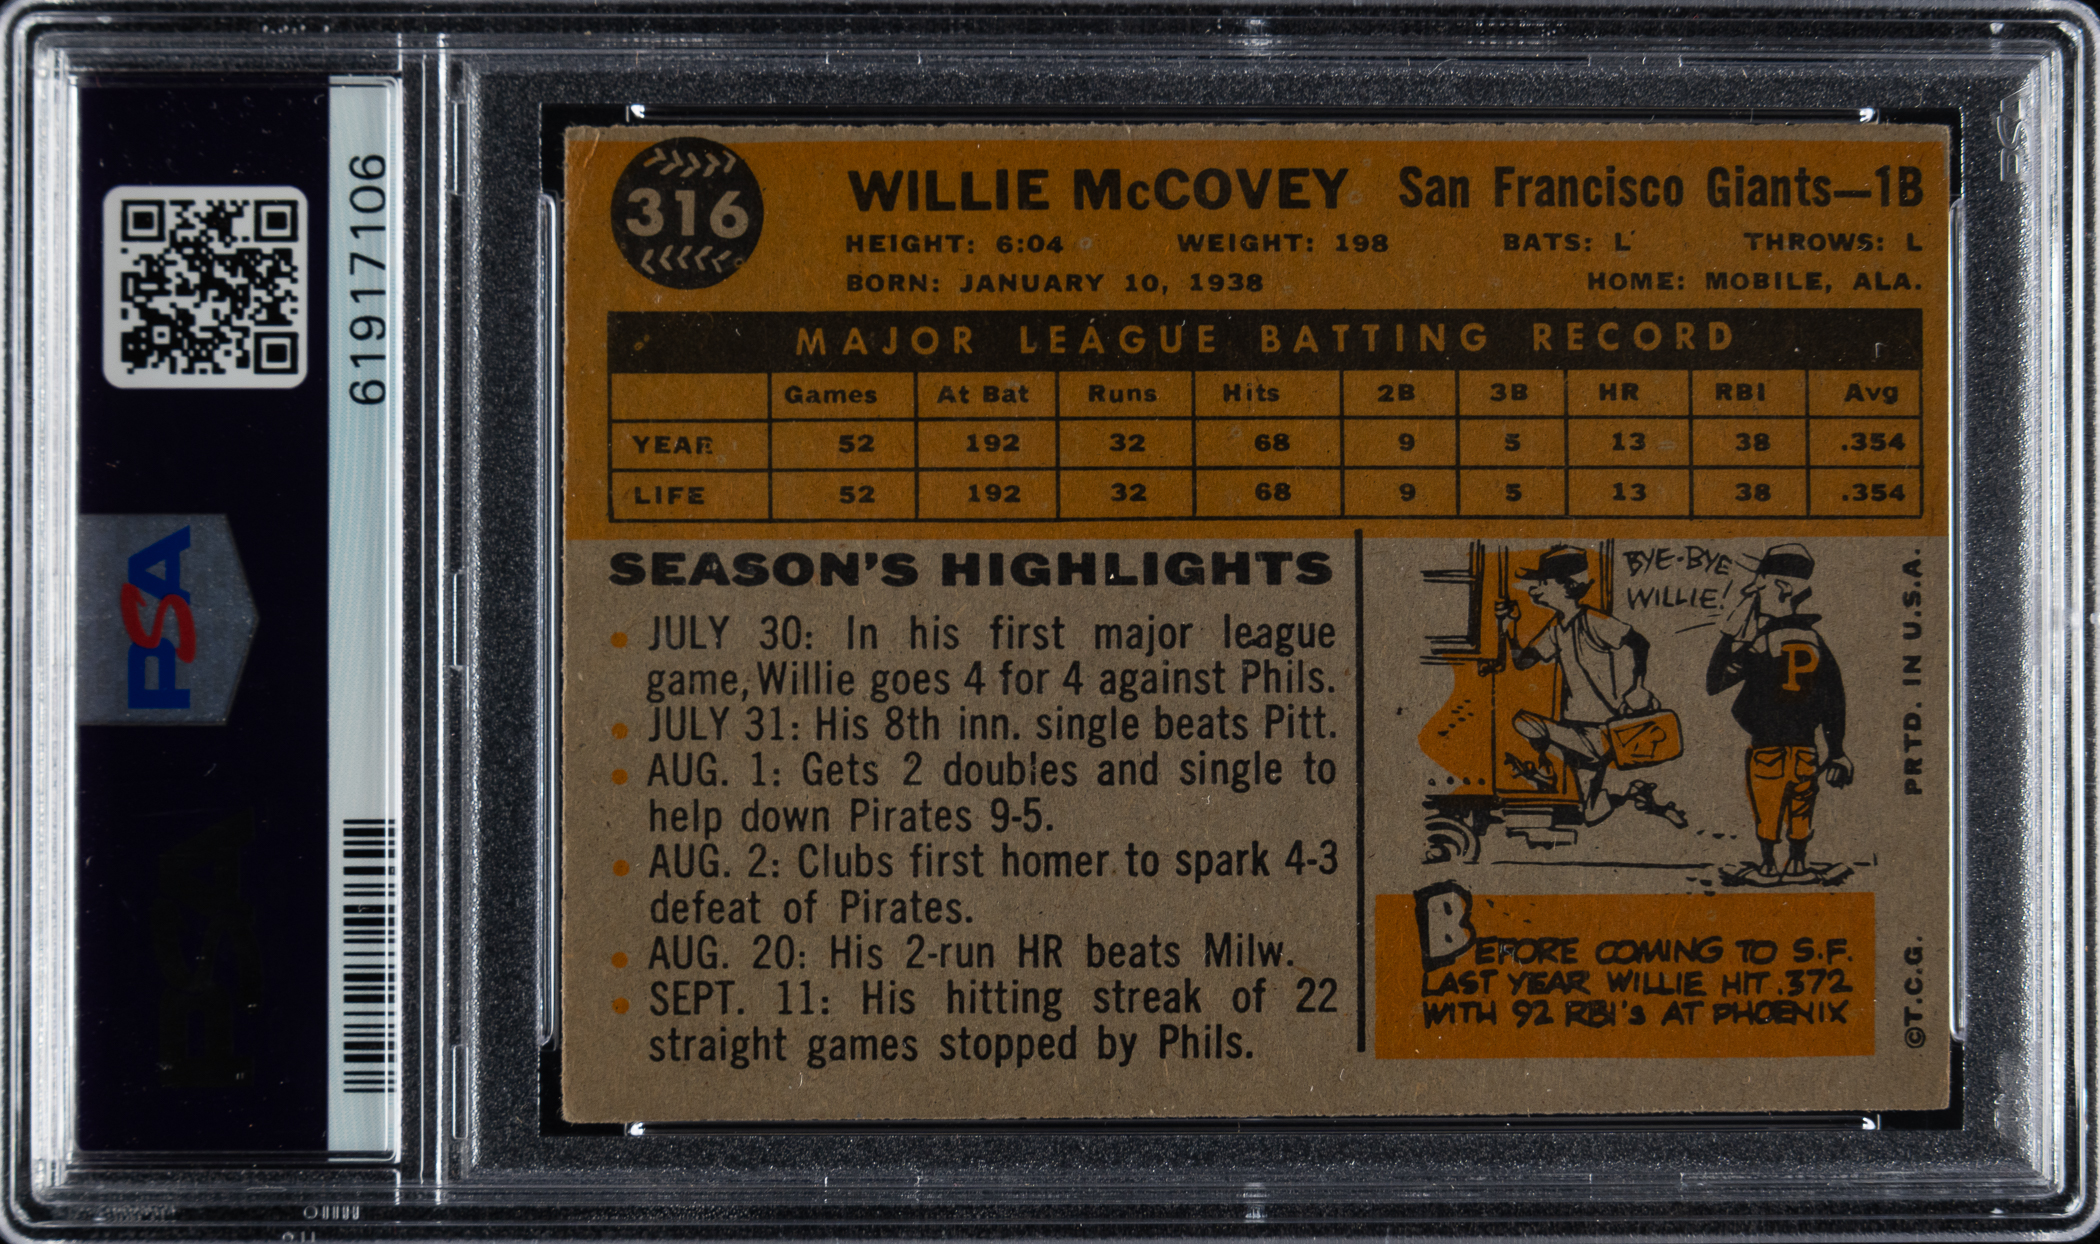 PSA
61917106
316
WILLIE McCOVEY San Francisco Giants—1B
HEIGHT: 6:04 WEIGHT: 198 BATS: L THROWS: L
BORN: JANUARY 10, 1938 HOME: MOBILE, ALA.
MAJOR LEAGUE BATTING RECORD
Games At Bat Runs Hits 2B 3B HR RBI Avg
YEAR 52 192 32 68 9 5 13 38 .354
LIFE 52 192 32 68 9 5 13 38 .354
SEASON'S HIGHLIGHTS
• JULY 30: In his first major league
game, Willie goes 4 for 4 against Phils.
• JULY 31: His 8th inn. single beats Pitt.
• AUG. 1: Gets 2 doubles and single to
help down Pirates 9-5.
• AUG. 2: Clubs first homer to spark 4-3
defeat of Pirates.
• AUG. 20: His 2-run HR beats Milw.
• SEPT. 11: His hitting streak of 22
straight games stopped by Phils.
BYE-BYE
WILLIE!
P
BEFORE COMING TO S.F.
LAST YEAR WILLIE HIT .372
WITH 92 RBI's AT PHOENIX
©T.C.G. PRTD. IN U.S.A.
PSA